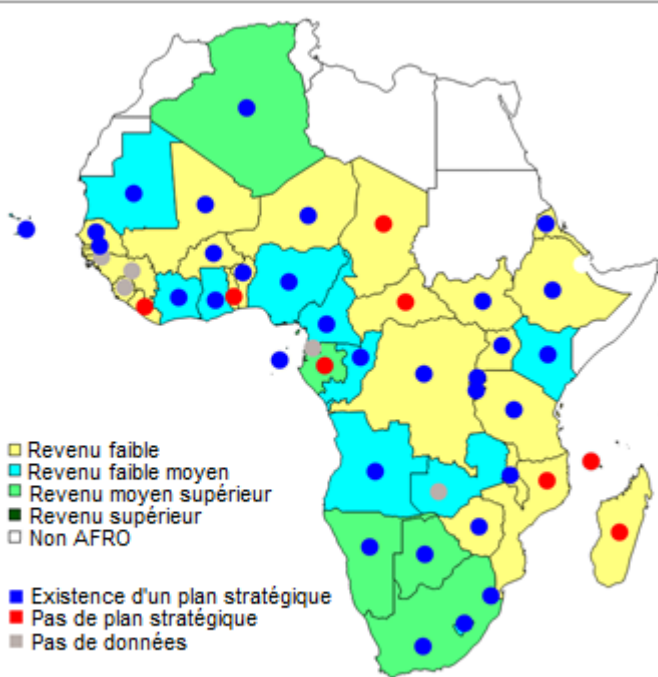 Revenu faible
Revenu faible moyen
Revenu moyen supérieur
Revenu supérieur
Non AFRO
Existence d'un plan stratégique
Pas de plan stratégique
Pas de données